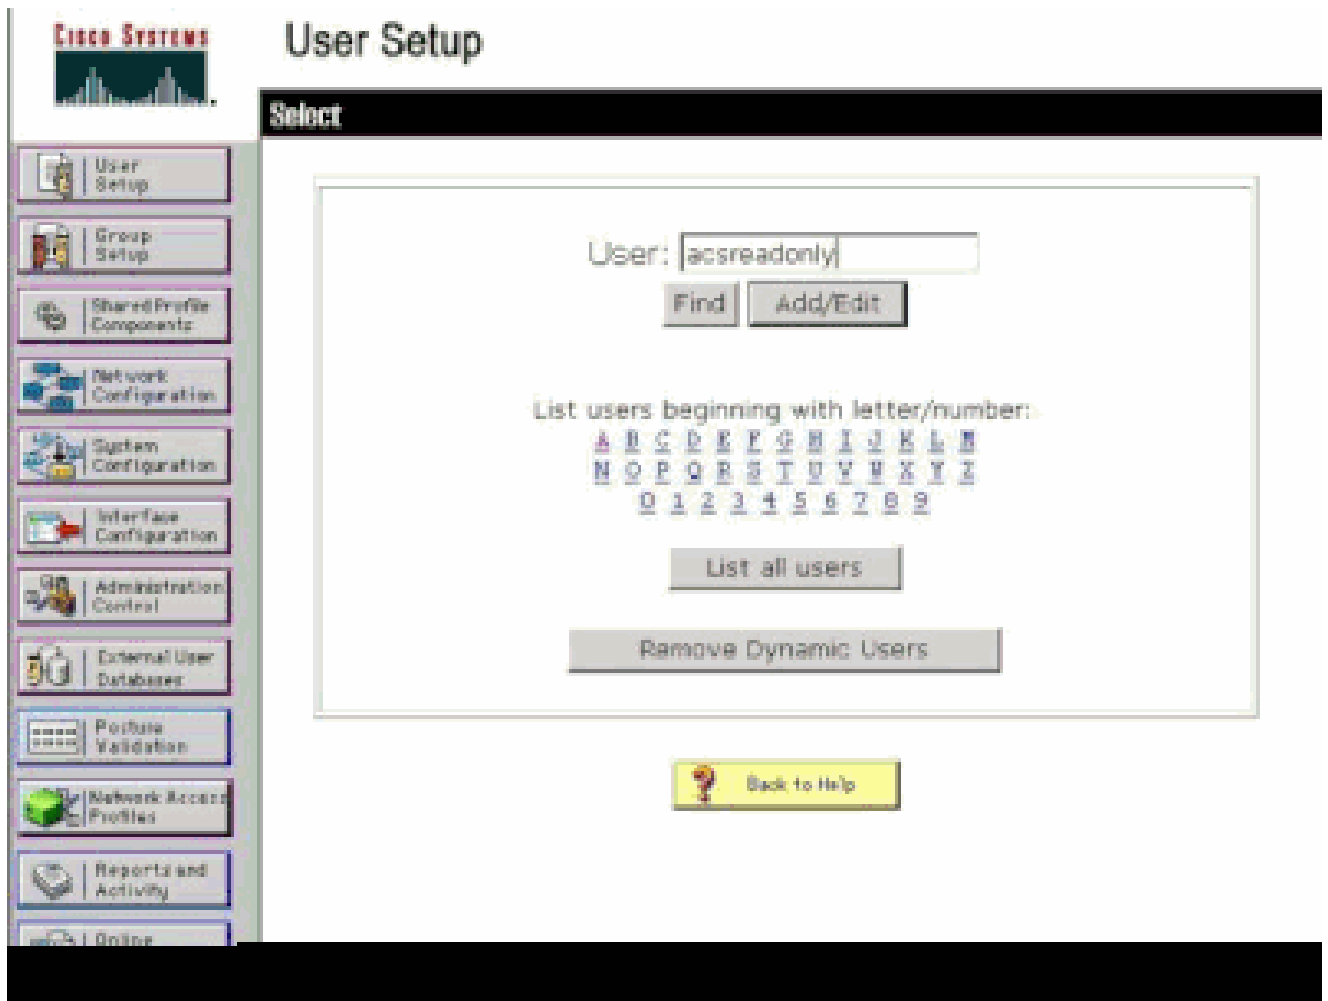 CISCO SYSTEMS
User Setup
Select
User
Setup
Group
Setup
Shared Profile
Components
Network
Configuration
System
Configuration
Interface
Configuration
Administration
Control
External User
Databases
Posture
Validation
Network Access
Profiles
Reports and
Activity
Online
User: acsreadonly
Find Add/Edit
List users beginning with letter/number:
A B C D E F G H I J K L M
N O P Q R S T U V W X Y Z
0 1 2 3 4 5 6 7 8 9
List all users
Remove Dynamic Users
? Back to Help